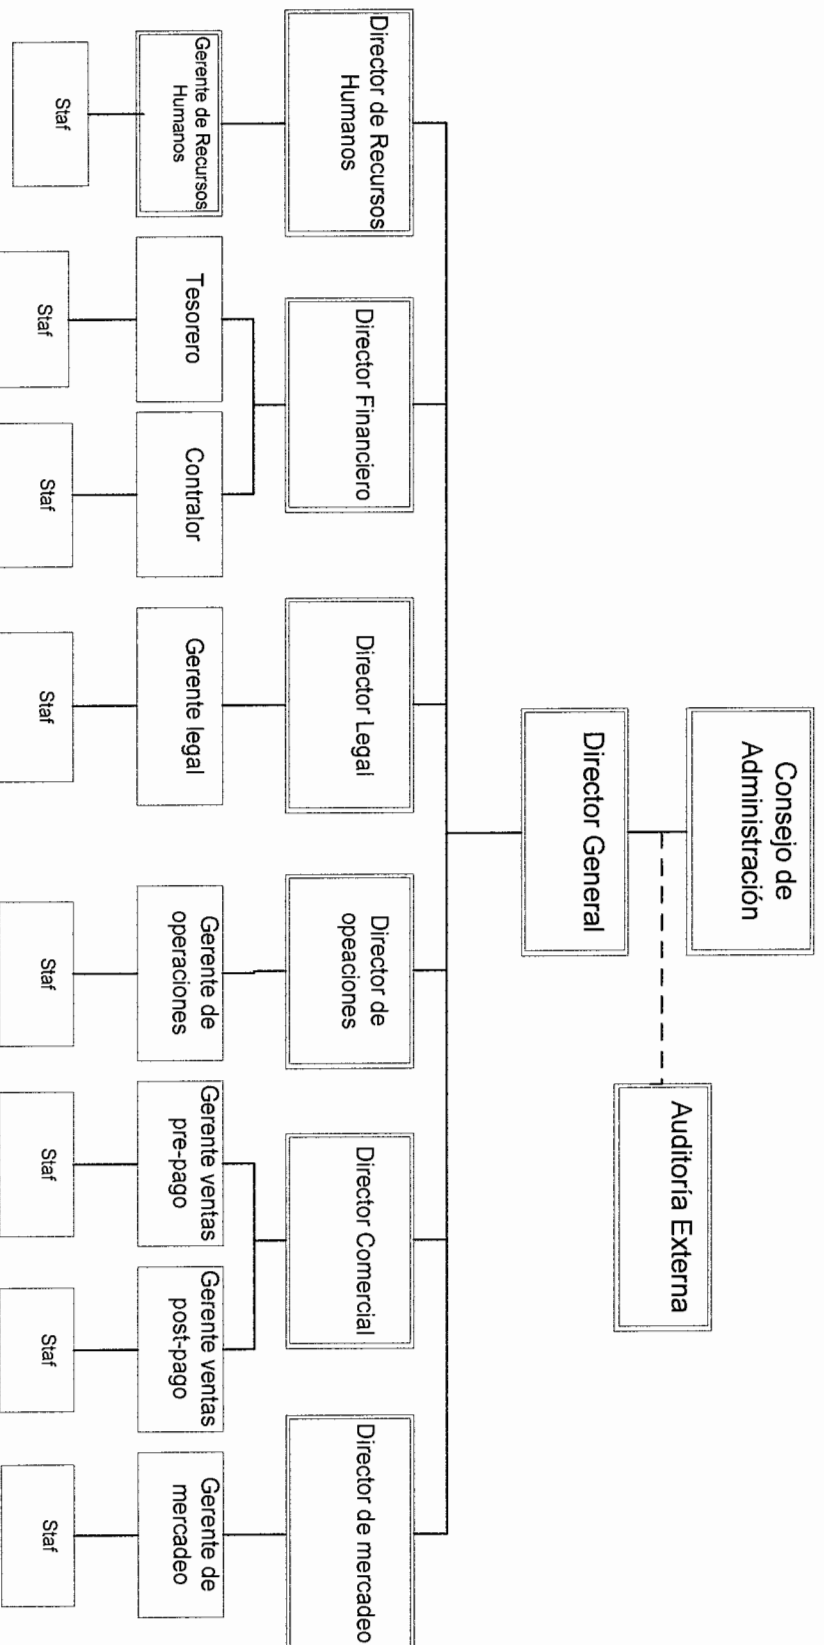 Consejo de
Administración
Auditoría Externa
Director General
Director de Recursos
Humanos
Director Financiero
Director Legal
Director de
opeaciones
Director Comercial
Director de mercadeo
Gerente de Recursos
Humanos
Tesorero
Contralor
Gerente legal
Gerente de
operaciones
Gerente ventas
pre-pago
Gerente ventas
post-pago
Gerente de
mercadeo
Staf
Staf
Staf
Staf
Staf
Staf
Staf
Staf